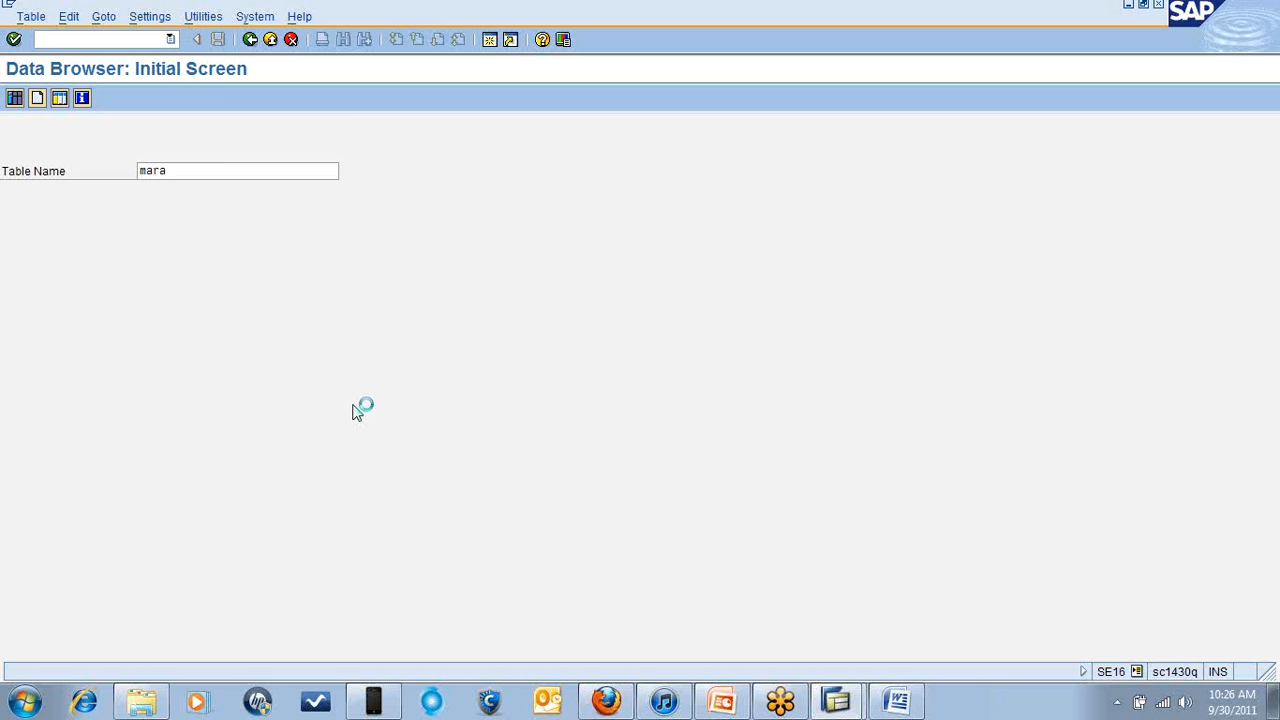 Table Edit Goto Settings Utilities System Help
SAP
Data Browser: Initial Screen
Table Name mara
SE16 sc1430q INS
10:26 AM
9/30/2011